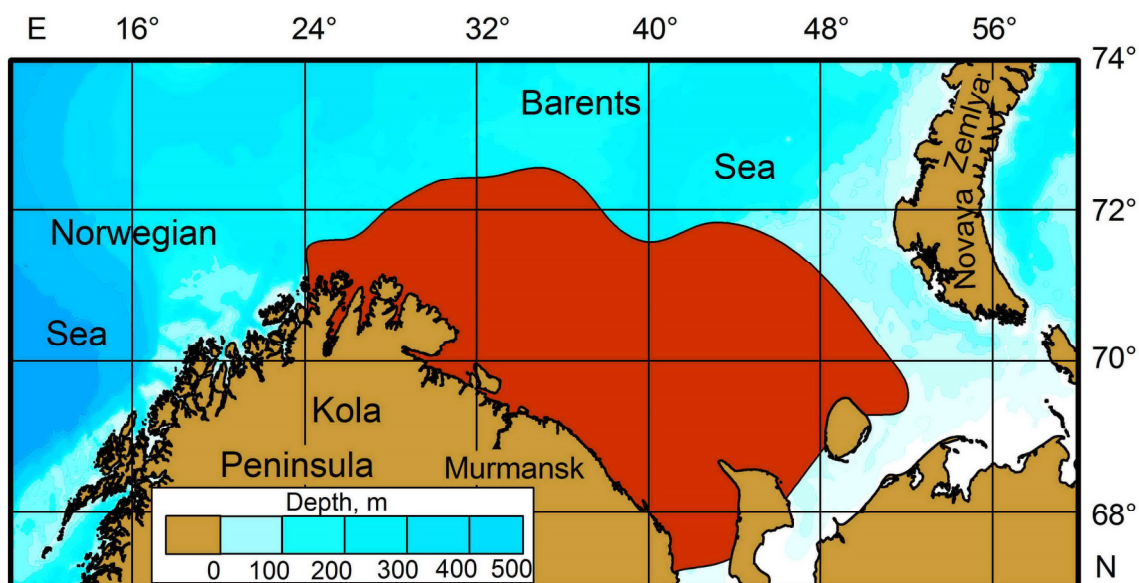 E 16° 24° 32° 40° 48° 56°
74°
Barents
Sea
Novaya Zemlya
72°
Norwegian
Sea
70°
Kola
Peninsula
Murmansk
Depth, m
68°
0 100 200 300 400 500
N